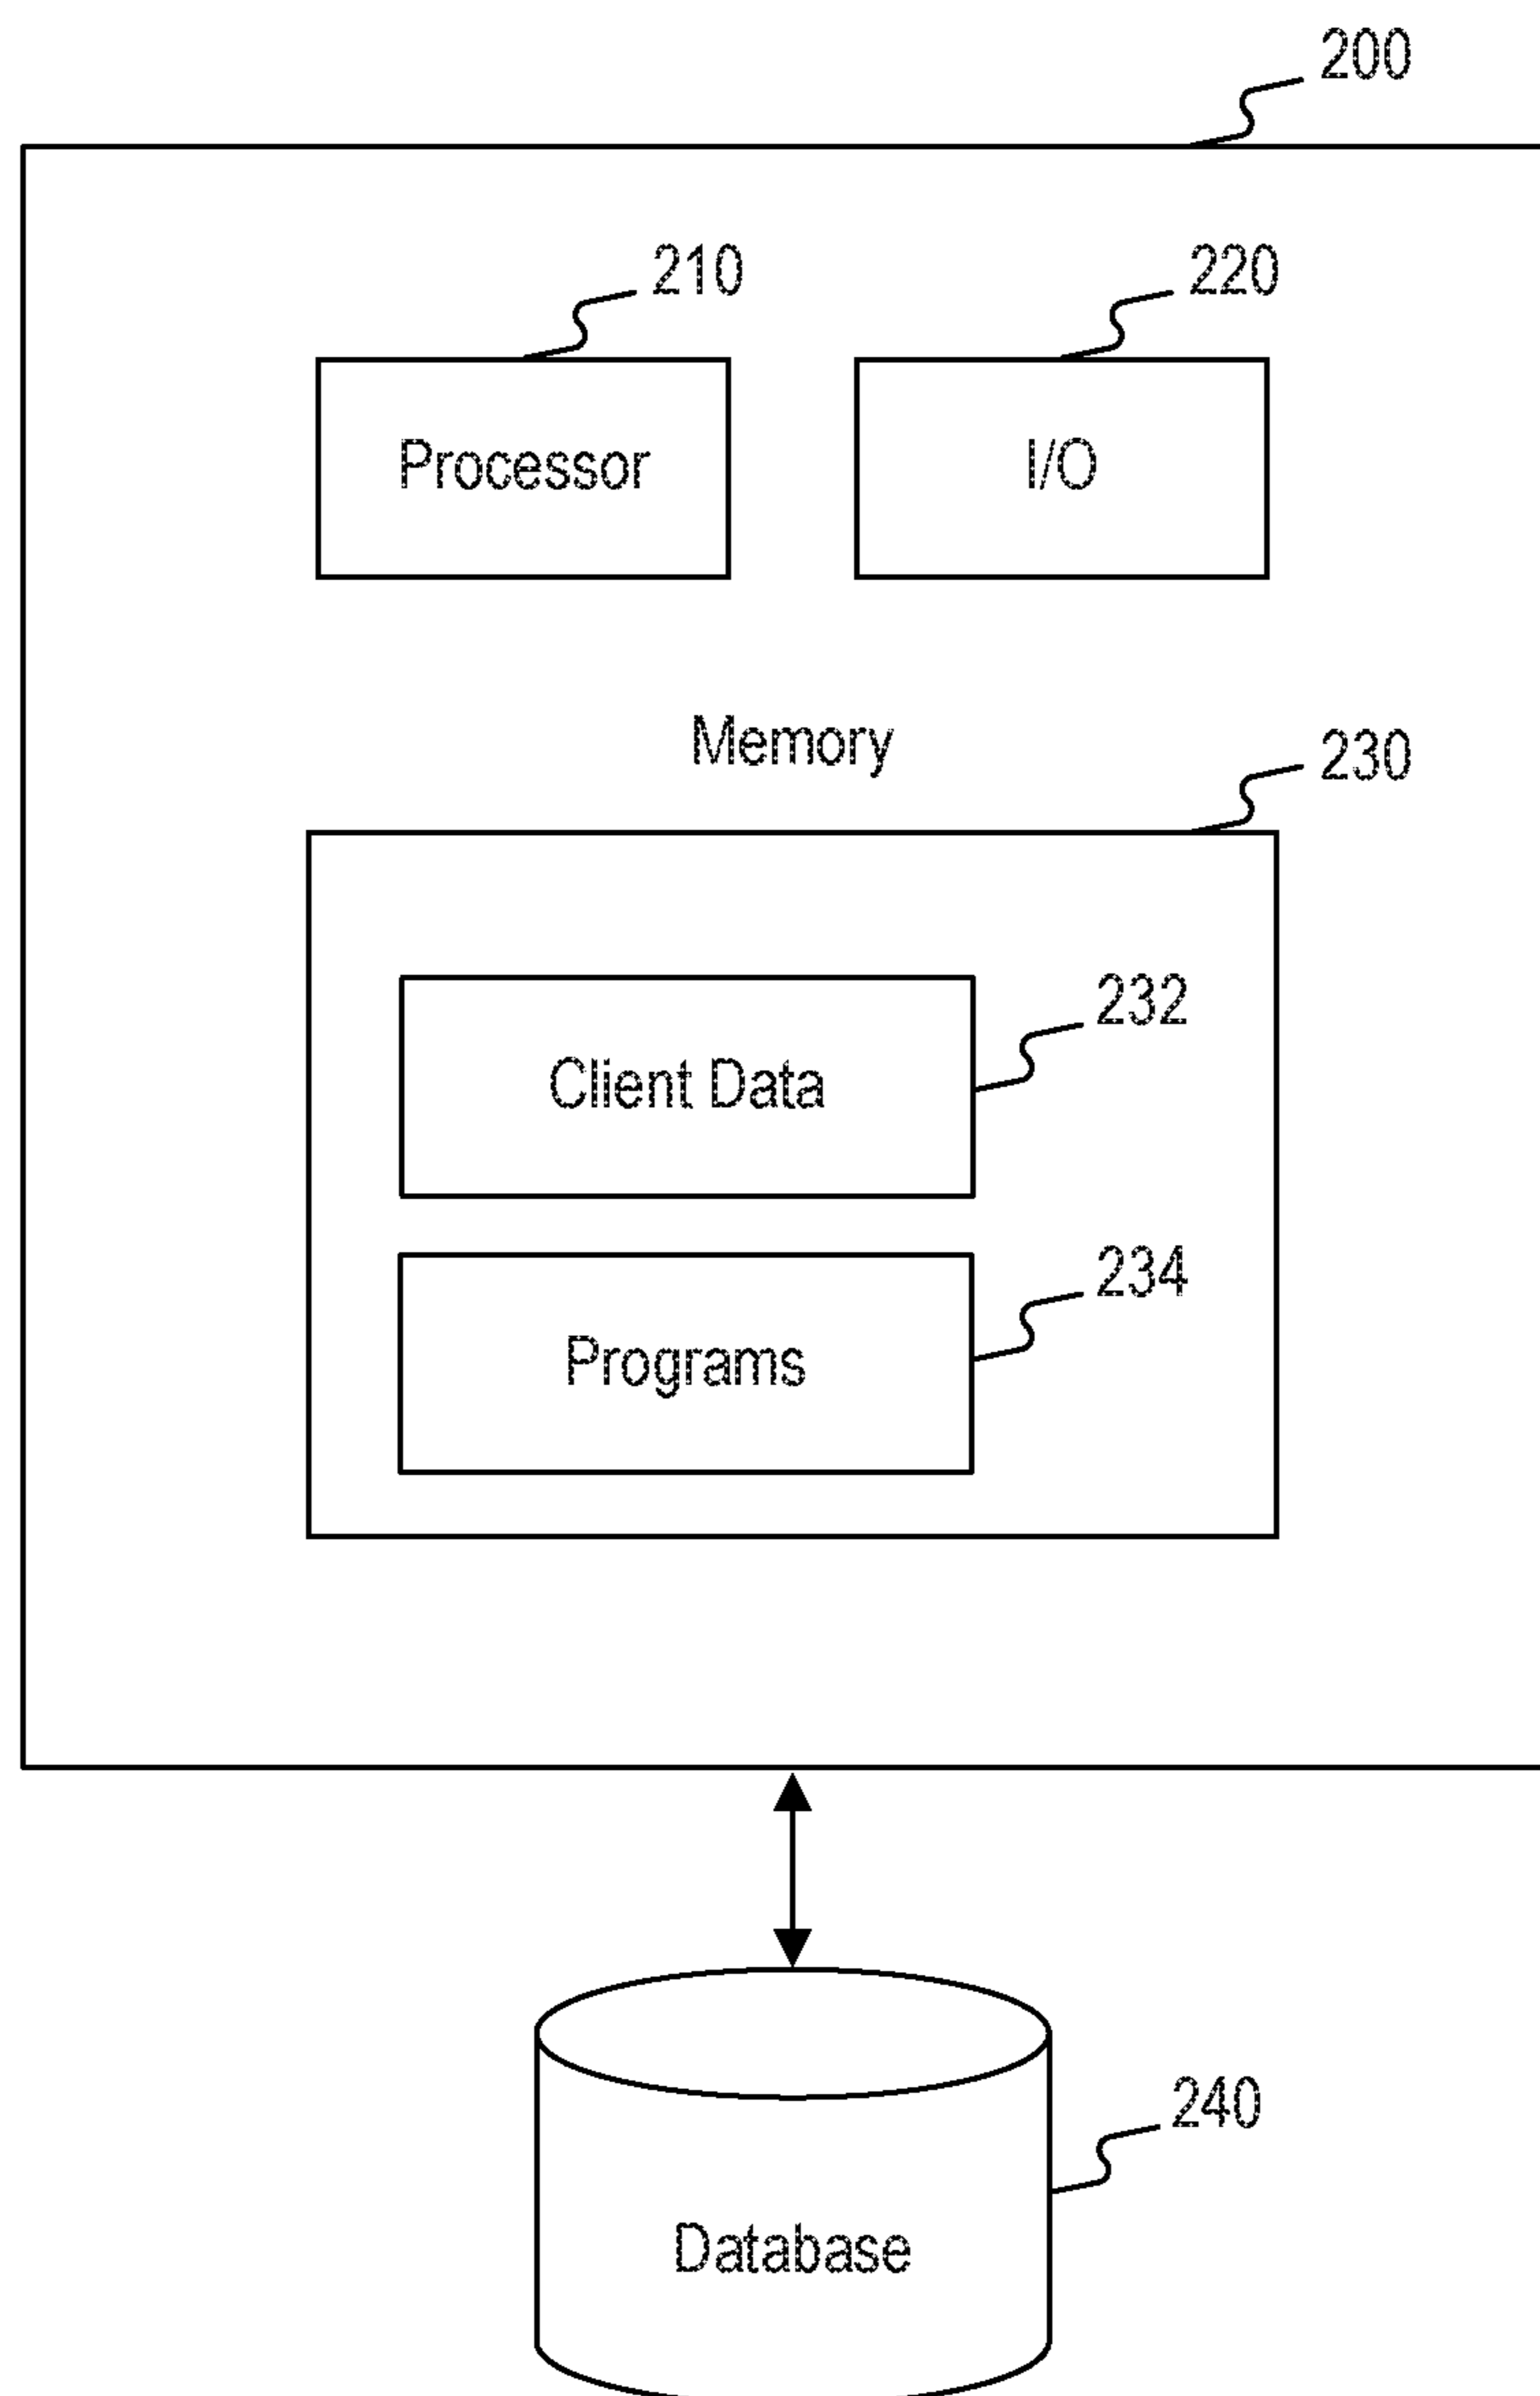 200
210
220
Processor
I/O
Memory
230
232
Client Data
234
Programs
240
Database